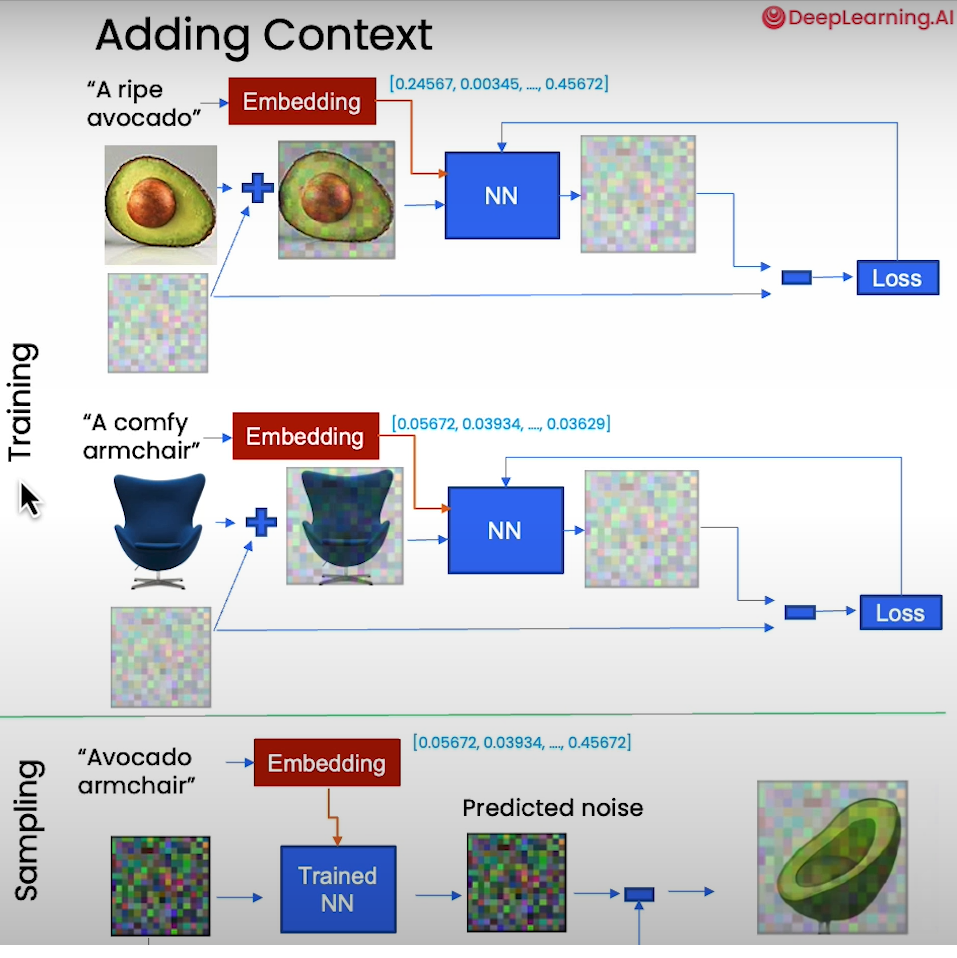 Adding Context
DeepLearning.AI
“A ripe
avocado”
Embedding
[0.24567, 0.00345, ...., 0.45672]
NN
Loss
Training
“A comfy
armchair”
Embedding
[0.05672, 0.03934, ...., 0.03629]
NN
Loss
Sampling
“Avocado
armchair”
Embedding
[0.05672, 0.03934, ...., 0.45672]
Predicted noise
Trained
NN